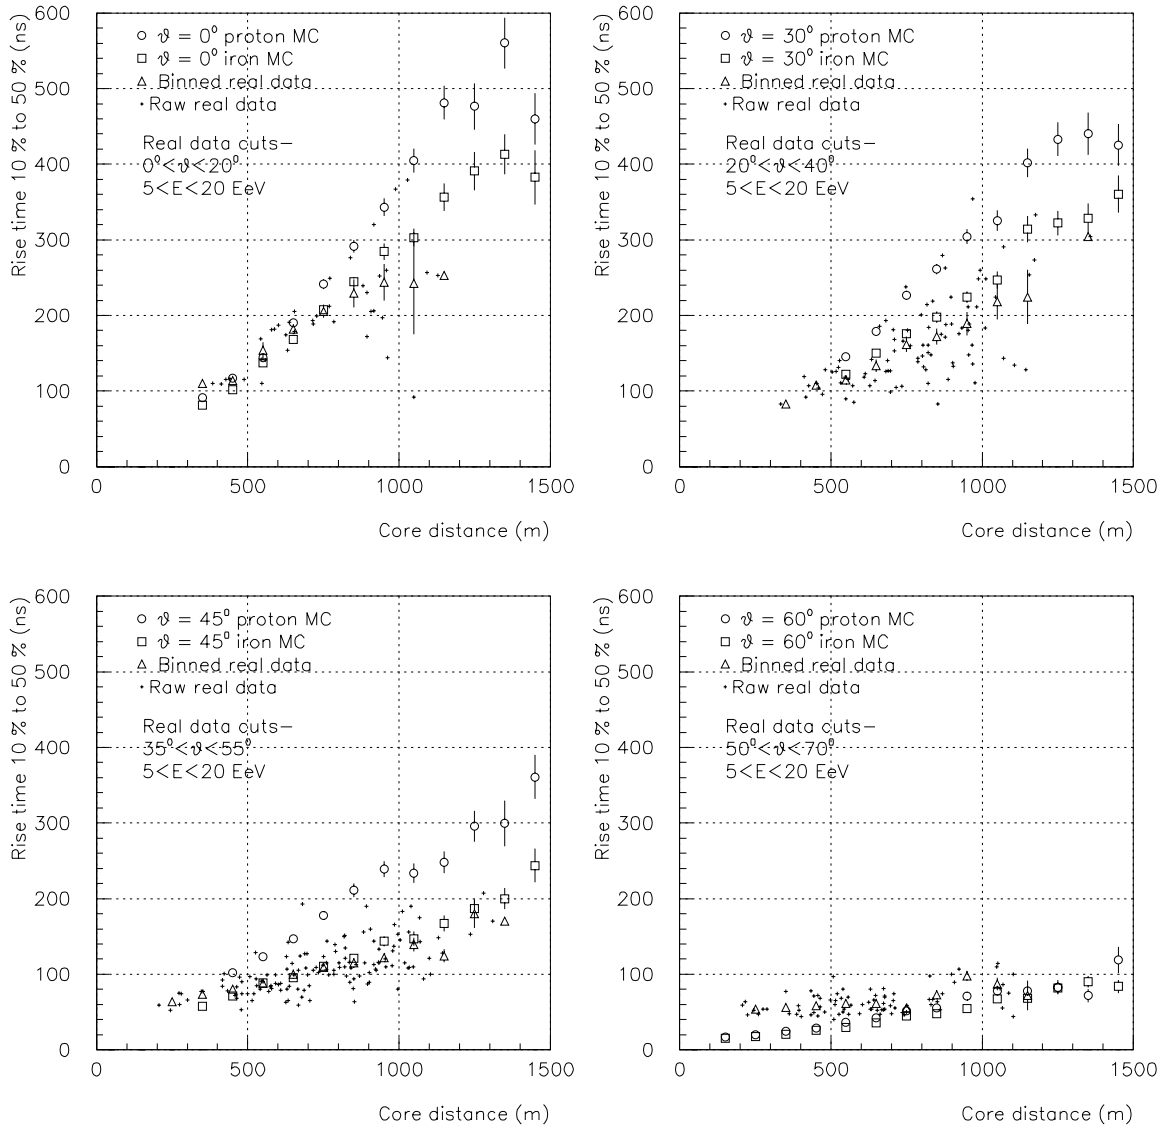 Rise time 10 % to 50 % (ns)
600
500
400
300
200
100
0
ϑ = 0° proton MC
ϑ = 0° iron MC
Binned real data
Raw real data
Real data cuts-
0°<ϑ<20°
5<E<20 EeV
0 500 1000 1500
Core distance (m)
Rise time 10 % to 50 % (ns)
600
500
400
300
200
100
0
ϑ = 30° proton MC
ϑ = 30° iron MC
Binned real data
Raw real data
Real data cuts-
20°<ϑ<40°
5<E<20 EeV
0 500 1000 1500
Core distance (m)
Rise time 10 % to 50 % (ns)
600
500
400
300
200
100
0
ϑ = 45° proton MC
ϑ = 45° iron MC
Binned real data
Raw real data
Real data cuts-
35°<ϑ<55°
5<E<20 EeV
0 500 1000 1500
Core distance (m)
Rise time 10 % to 50 % (ns)
600
500
400
300
200
100
0
ϑ = 60° proton MC
ϑ = 60° iron MC
Binned real data
Raw real data
Real data cuts-
50°<ϑ<70°
5<E<20 EeV
0 500 1000 1500
Core distance (m)